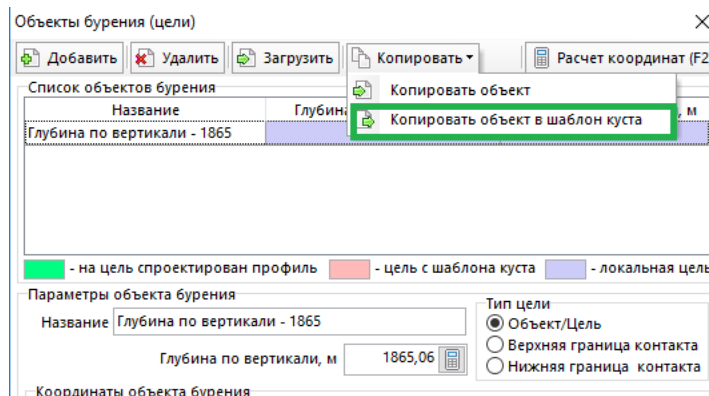 Объекты бурения (цели)
Добавить Удалить Загрузить Копировать Расчет координат (F2
Список объектов бурения
Копировать объект
Название Глубин , м
Копировать объект в шаблон куста
Глубина по вертикали - 1865
- на цель спроектирован профиль - цель с шаблона куста - локальная цель
Параметры объекта бурения
Тип цели
Название Глубина по вертикали - 1865
Объект/Цель
Верхняя граница контакта
Глубина по вертикали, м 1865,06
Нижняя граница контакта
Координаты объекта бурения